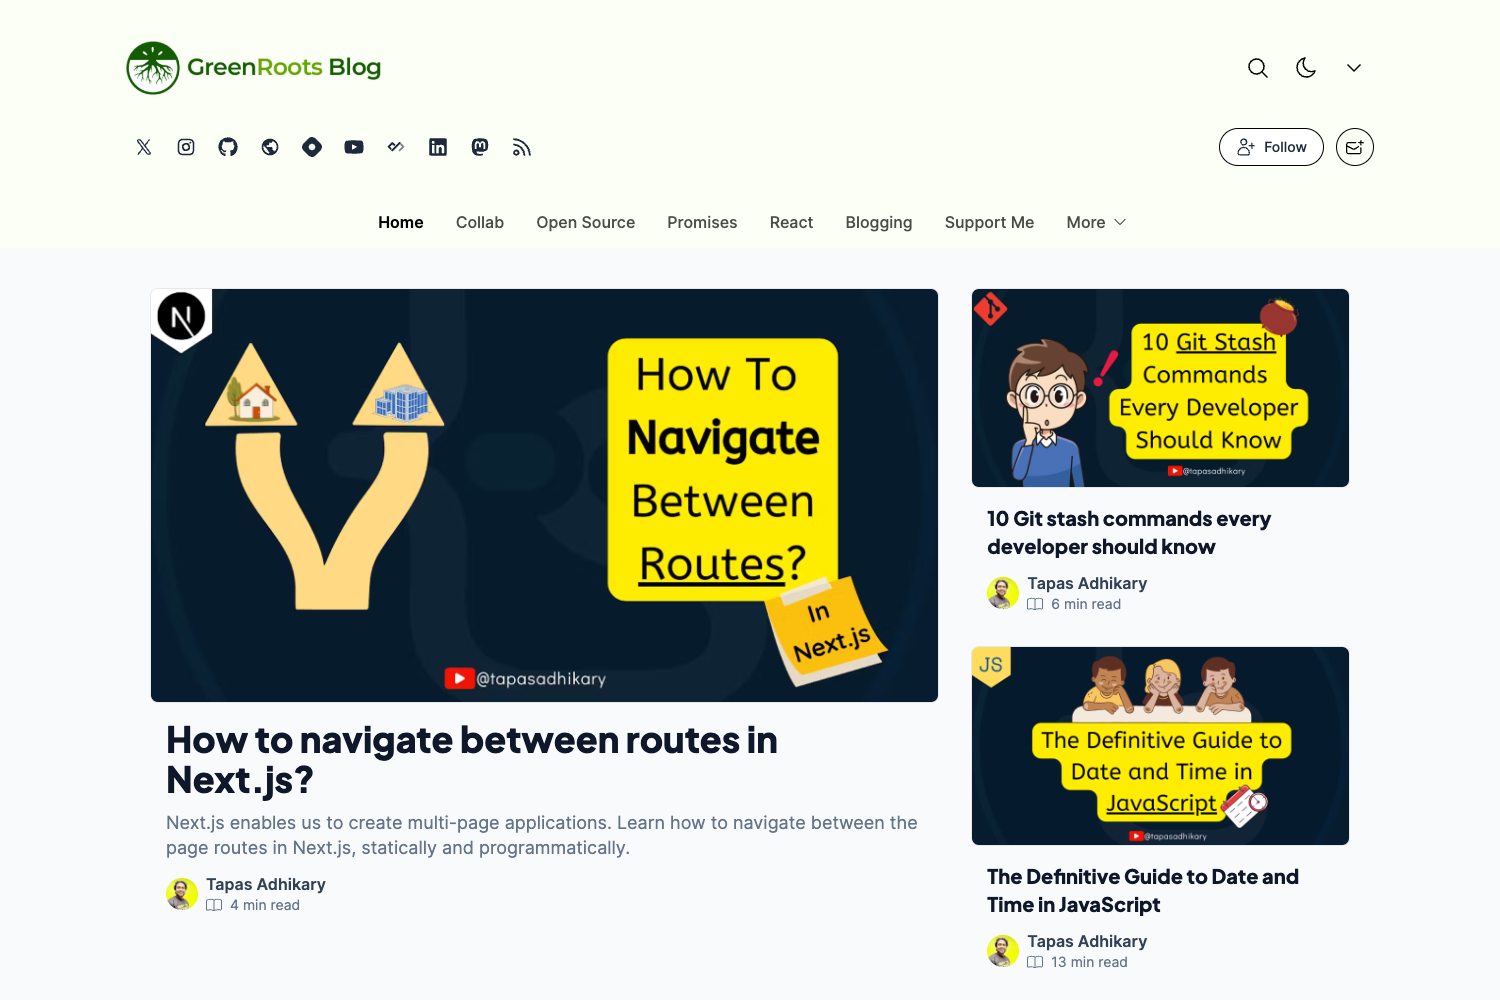 GreenRoots Blog
Follow
Home Collab Open Source Promises React Blogging Support Me More
N
How To
Navigate
Between
Routes?
In
Next.js
@tapasadhikary
How to navigate between routes in
Next.js?
Next.js enables us to create multi-page applications. Learn how to navigate between the
page routes in Next.js, statically and programmatically.
Tapas Adhikary
4 min read
10 Git Stash
Commands
Every Developer
Should Know
@tapasadhikary
10 Git stash commands every
developer should know
Tapas Adhikary
6 min read
JS
The Definitive Guide to
Date and Time in
JavaScript
@tapasadhikary
The Definitive Guide to Date and
Time in JavaScript
Tapas Adhikary
13 min read